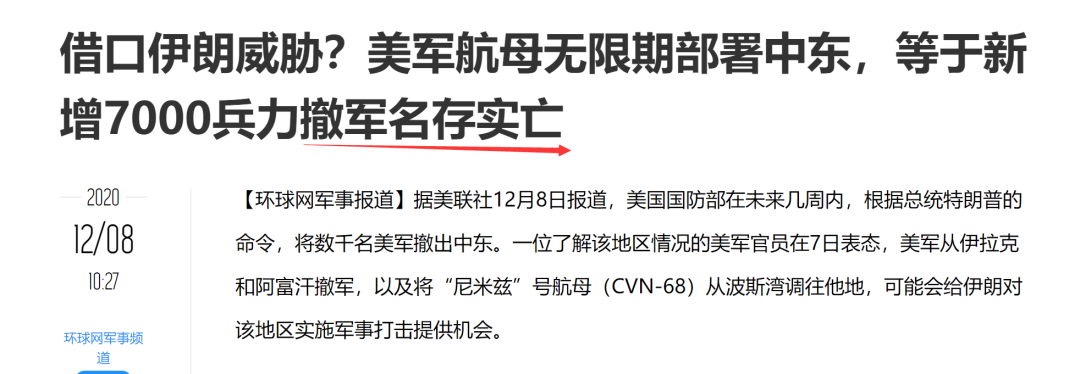 借口伊朗威胁？美军航母无限期部署中东，等于新
增7000兵力撤军名存实亡
2020
12/08
10:27
环球网军事频
道
【环球网军事报道】据美联社12月8日报道，美国国防部在未来几周内，根据总统特朗普的
命令，将数千名美军撤出中东。一位了解该地区情况的美军官员在7日表态，美军从伊拉克
和阿富汗撤军，以及将“尼米兹”号航母（CVN-68）从波斯湾调往他地，可能会给伊朗对
该地区实施军事打击提供机会。